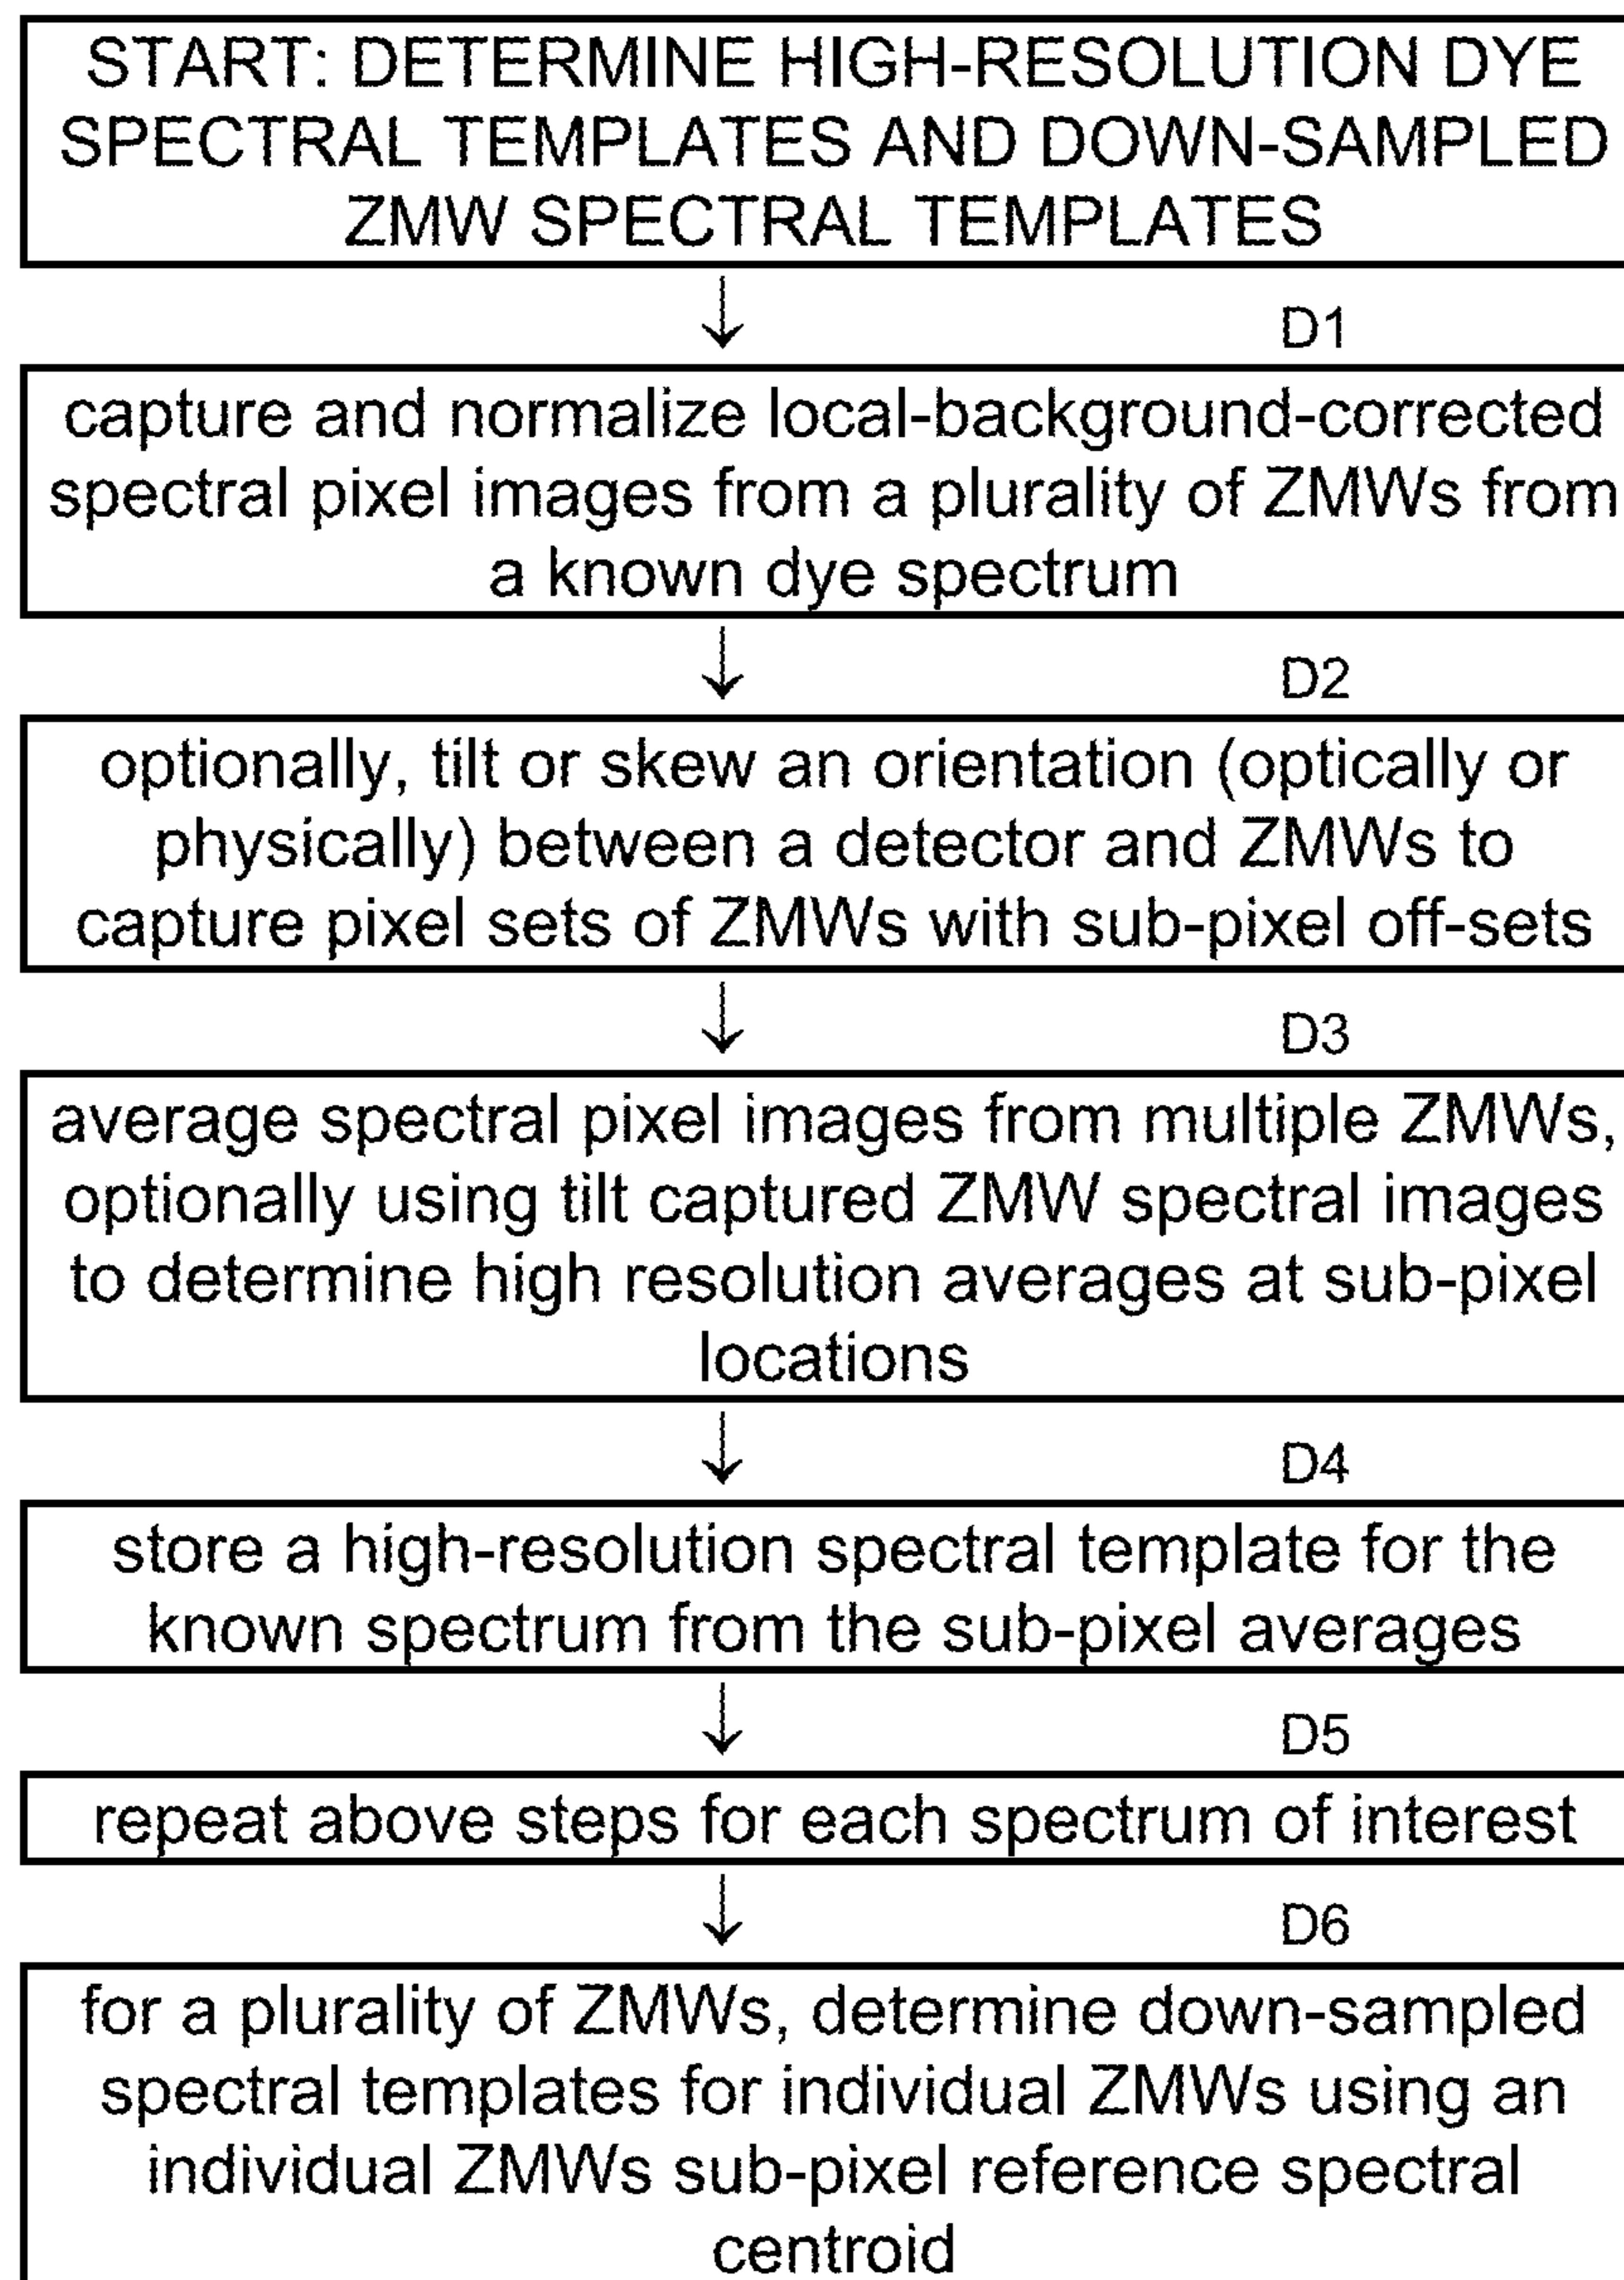 START: DETERMINE HIGH-RESOLUTION DYE
SPECTRAL TEMPLATES AND DOWN-SAMPLED
ZMW SPECTRAL TEMPLATES
D1
capture and normalize local-background-corrected
spectral pixel images from a plurality of ZMWs from
a known dye spectrum
D2
optionally, tilt or skew an orientation (optically or
physically) between a detector and ZMWs to
capture pixel sets of ZMWs with sub-pixel off-sets
D3
average spectral pixel images from multiple ZMWs,
optionally using tilt captured ZMW spectral images
to determine high resolution averages at sub-pixel
locations
D4
store a high-resolution spectral template for the
known spectrum from the sub-pixel averages
D5
repeat above steps for each spectrum of interest
D6
for a plurality of ZMWs, determine down-sampled
spectral templates for individual ZMWs using an
individual ZMWs sub-pixel reference spectral
centroid